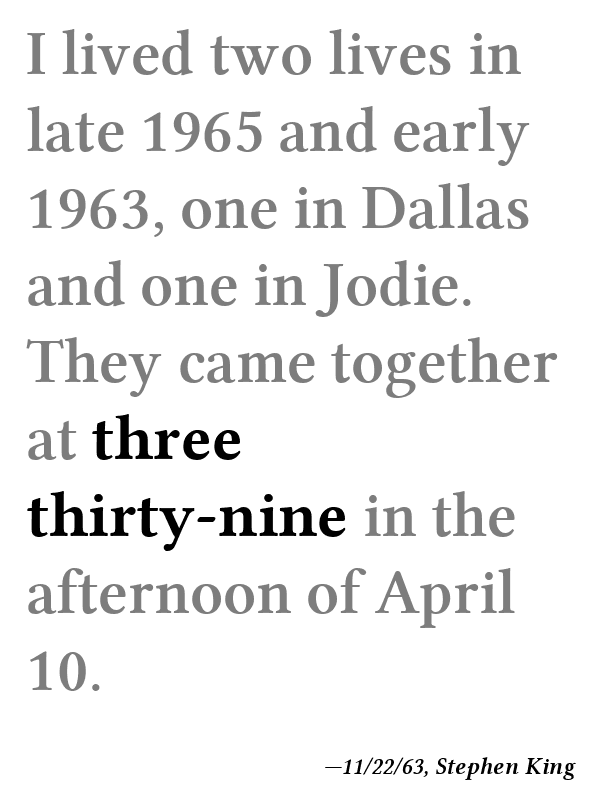 I lived two lives in
late 1965 and early
1963, one in Dallas
and one in Jodie.
They came together
at three
thirty-nine in the
afternoon of April
10.
—11/22/63, Stephen King